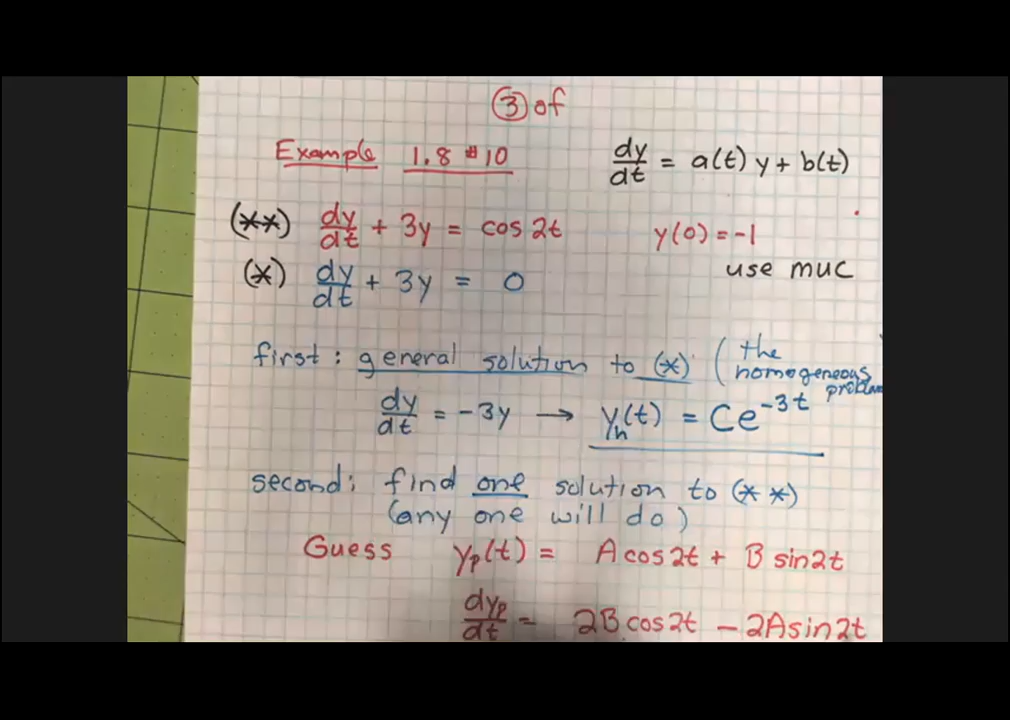 ③ of
Example 1.8 #10
dy/dt = a(t) y + b(t)
(**) dy/dt + 3y = cos 2t y(0) = -1
use MUC
(*) dy/dt + 3y = 0
first: general solution to (*) (the homogeneous problem
dy/dt = -3y → y_h(t) = Ce^{-3t}
second: find one solution to (**)
(any one will do)
Guess y_p(t) = A cos 2t + B sin 2t
dy_p/dt = 2B cos 2t - 2A sin 2t